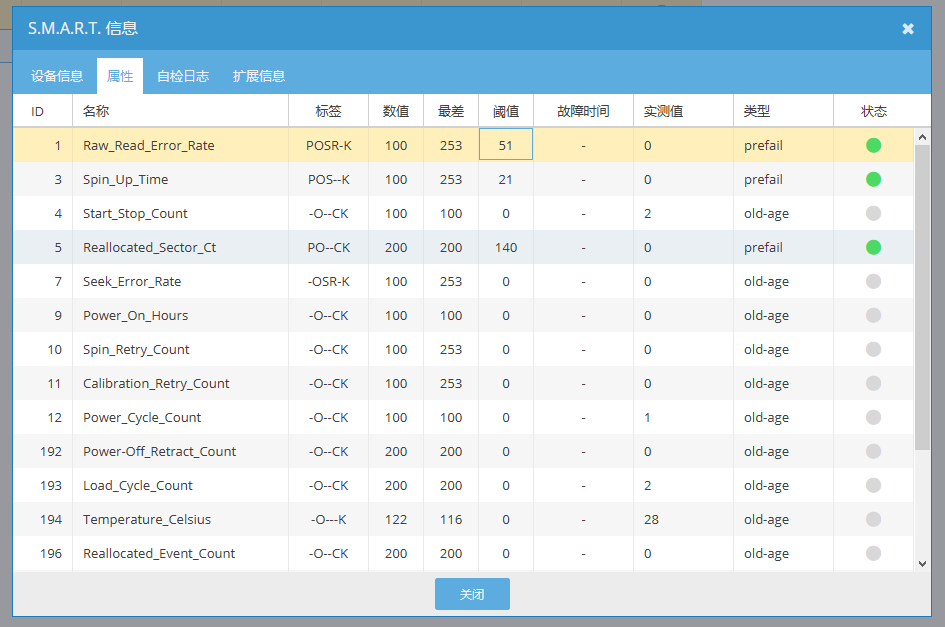 S.M.A.R.T. 信息
设备信息 属性 自检日志 扩展信息
ID 名称 标签 数值 最差 阈值 故障时间 实测值 类型 状态
1 Raw_Read_Error_Rate POSR-K 100 253 51 - 0 prefail
3 Spin_Up_Time POS--K 100 253 21 - 0 prefail
4 Start_Stop_Count -O--CK 100 100 0 - 2 old-age
5 Reallocated_Sector_Ct PO--CK 200 200 140 - 0 prefail
7 Seek_Error_Rate -OSR-K 100 253 0 - 0 old-age
9 Power_On_Hours -O--CK 100 100 0 - 0 old-age
10 Spin_Retry_Count -O--CK 100 253 0 - 0 old-age
11 Calibration_Retry_Count -O--CK 100 253 0 - 0 old-age
12 Power_Cycle_Count -O--CK 100 100 0 - 1 old-age
192 Power-Off_Retract_Count -O--CK 200 200 0 - 0 old-age
193 Load_Cycle_Count -O--CK 200 200 0 - 2 old-age
194 Temperature_Celsius -O---K 122 116 0 - 28 old-age
196 Reallocated_Event_Count -O--CK 200 200 0 - 0 old-age
关闭